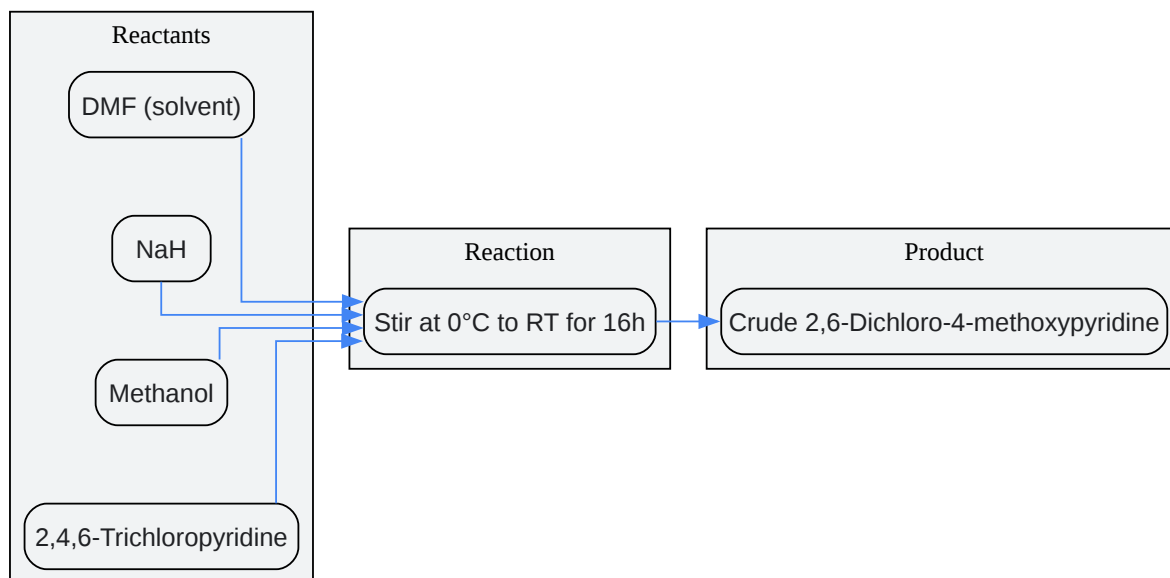 Reactants
DMF (solvent)
NaH
Methanol
2,4,6-Trichloropyridine
Reaction
Stir at 0°C to RT for 16h
Product
Crude 2,6-Dichloro-4-methoxypyridine